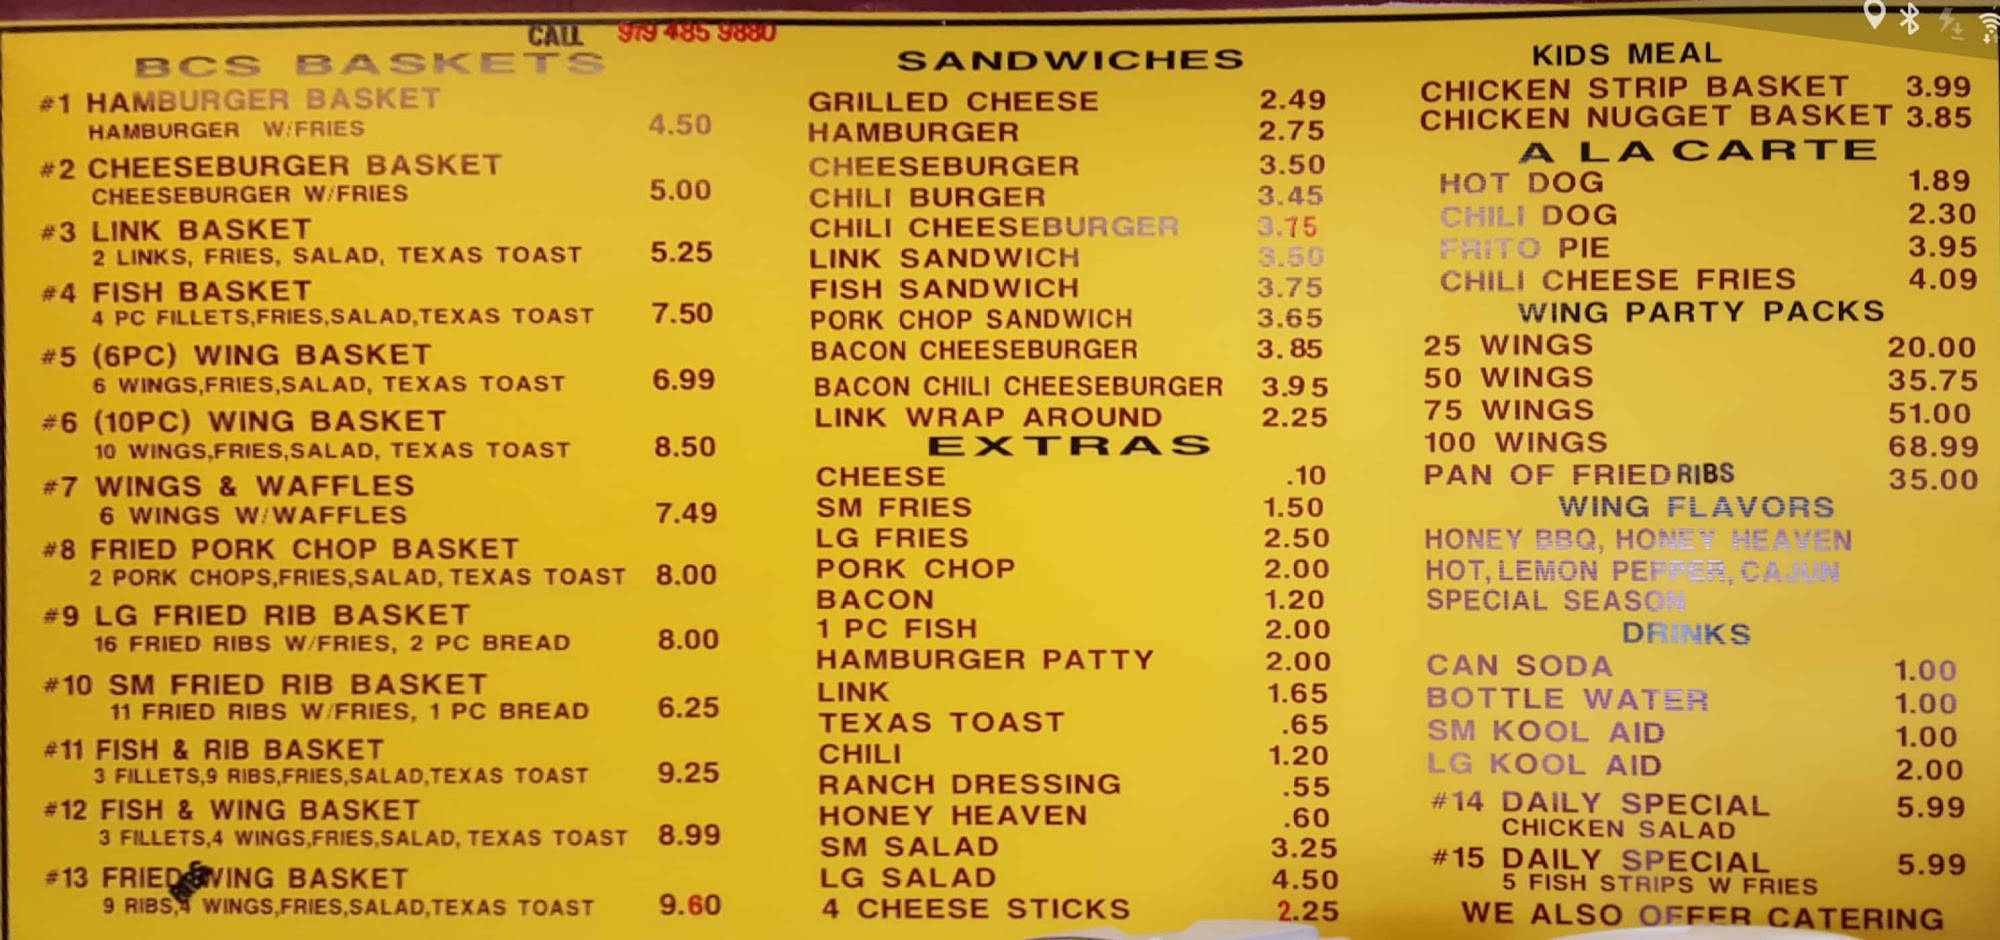 CALL 979 485 9880
BCS BASKETS
#1 HAMBURGER BASKET
HAMBURGER W/FRIES 4.50
#2 CHEESEBURGER BASKET
CHEESEBURGER W/FRIES 5.00
#3 LINK BASKET
2 LINKS, FRIES, SALAD, TEXAS TOAST 5.25
#4 FISH BASKET
4 PC FILLETS,FRIES,SALAD,TEXAS TOAST 7.50
#5 (6PC) WING BASKET
6 WINGS,FRIES,SALAD, TEXAS TOAST 6.99
#6 (10PC) WING BASKET
10 WINGS,FRIES,SALAD, TEXAS TOAST 8.50
#7 WINGS & WAFFLES
6 WINGS W/WAFFLES 7.49
#8 FRIED PORK CHOP BASKET
2 PORK CHOPS,FRIES,SALAD, TEXAS TOAST 8.00
#9 LG FRIED RIB BASKET
16 FRIED RIBS W/FRIES, 2 PC BREAD 8.00
#10 SM FRIED RIB BASKET
11 FRIED RIBS W/FRIES, 1 PC BREAD 6.25
#11 FISH & RIB BASKET
3 FILLETS,9 RIBS,FRIES,SALAD,TEXAS TOAST 9.25
#12 FISH & WING BASKET
3 FILLETS,4 WINGS,FRIES,SALAD, TEXAS TOAST 8.99
#13 FRIED RIBS WING BASKET
9 RIBS,4 WINGS,FRIES,SALAD,TEXAS TOAST 9.60
SANDWICHES
GRILLED CHEESE 2.49
HAMBURGER 2.75
CHEESEBURGER 3.50
CHILI BURGER 3.45
CHILI CHEESEBURGER 3.75
LINK SANDWICH 3.50
FISH SANDWICH 3.75
PORK CHOP SANDWICH 3.65
BACON CHEESEBURGER 3.85
BACON CHILI CHEESEBURGER 3.95
LINK WRAP AROUND 2.25
EXTRAS
CHEESE .10
SM FRIES 1.50
LG FRIES 2.50
PORK CHOP 2.00
BACON 1.20
1 PC FISH 2.00
HAMBURGER PATTY 2.00
LINK 1.65
TEXAS TOAST .65
CHILI 1.20
RANCH DRESSING .55
HONEY HEAVEN .60
SM SALAD 3.25
LG SALAD 4.50
4 CHEESE STICKS 2.25
KIDS MEAL
CHICKEN STRIP BASKET 3.99
CHICKEN NUGGET BASKET 3.85
A LA CARTE
HOT DOG 1.89
CHILI DOG 2.30
FRITO PIE 3.95
CHILI CHEESE FRIES 4.09
WING PARTY PACKS
25 WINGS 20.00
50 WINGS 35.75
75 WINGS 51.00
100 WINGS 68.99
PAN OF FRIED RIBS 35.00
WING FLAVORS
HONEY BBQ, HONEY HEAVEN
HOT, LEMON PEPPER, CAJUN
SPECIAL SEASON
DRINKS
CAN SODA 1.00
BOTTLE WATER 1.00
SM KOOL AID 1.00
LG KOOL AID 2.00
#14 DAILY SPECIAL 5.99
CHICKEN SALAD
#15 DAILY SPECIAL 5.99
5 FISH STRIPS W FRIES
WE ALSO OFFER CATERING